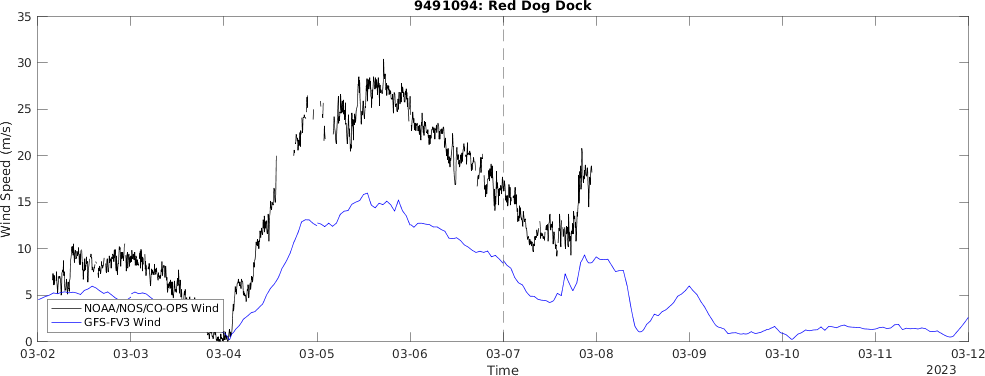 9491094: Red Dog Dock
Wind Speed (m/s)
35
30
25
20
15
10
5
0
NOAA/NOS/CO-OPS Wind
GFS-FV3 Wind
03-02 03-03 03-04 03-05 03-06 03-07 03-08 03-09 03-10 03-11 03-12
Time
2023